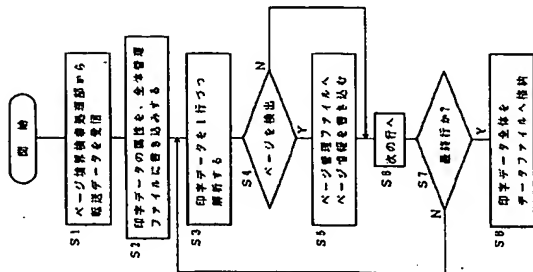 開始
S1
ページ境界検索処理部から
転送データを受信
S2
印字データの属性を、全体管理
ファイルに書き込みする
S3
印字データを1行づつ
解析する
S4
ページを検出
N
Y
S5
ページ管理ファイルへ
ページ情報を書き込む
S6
次の行へ
S7
最終行か?
N
Y
S8
印字データ全体を
データファイルへ格納